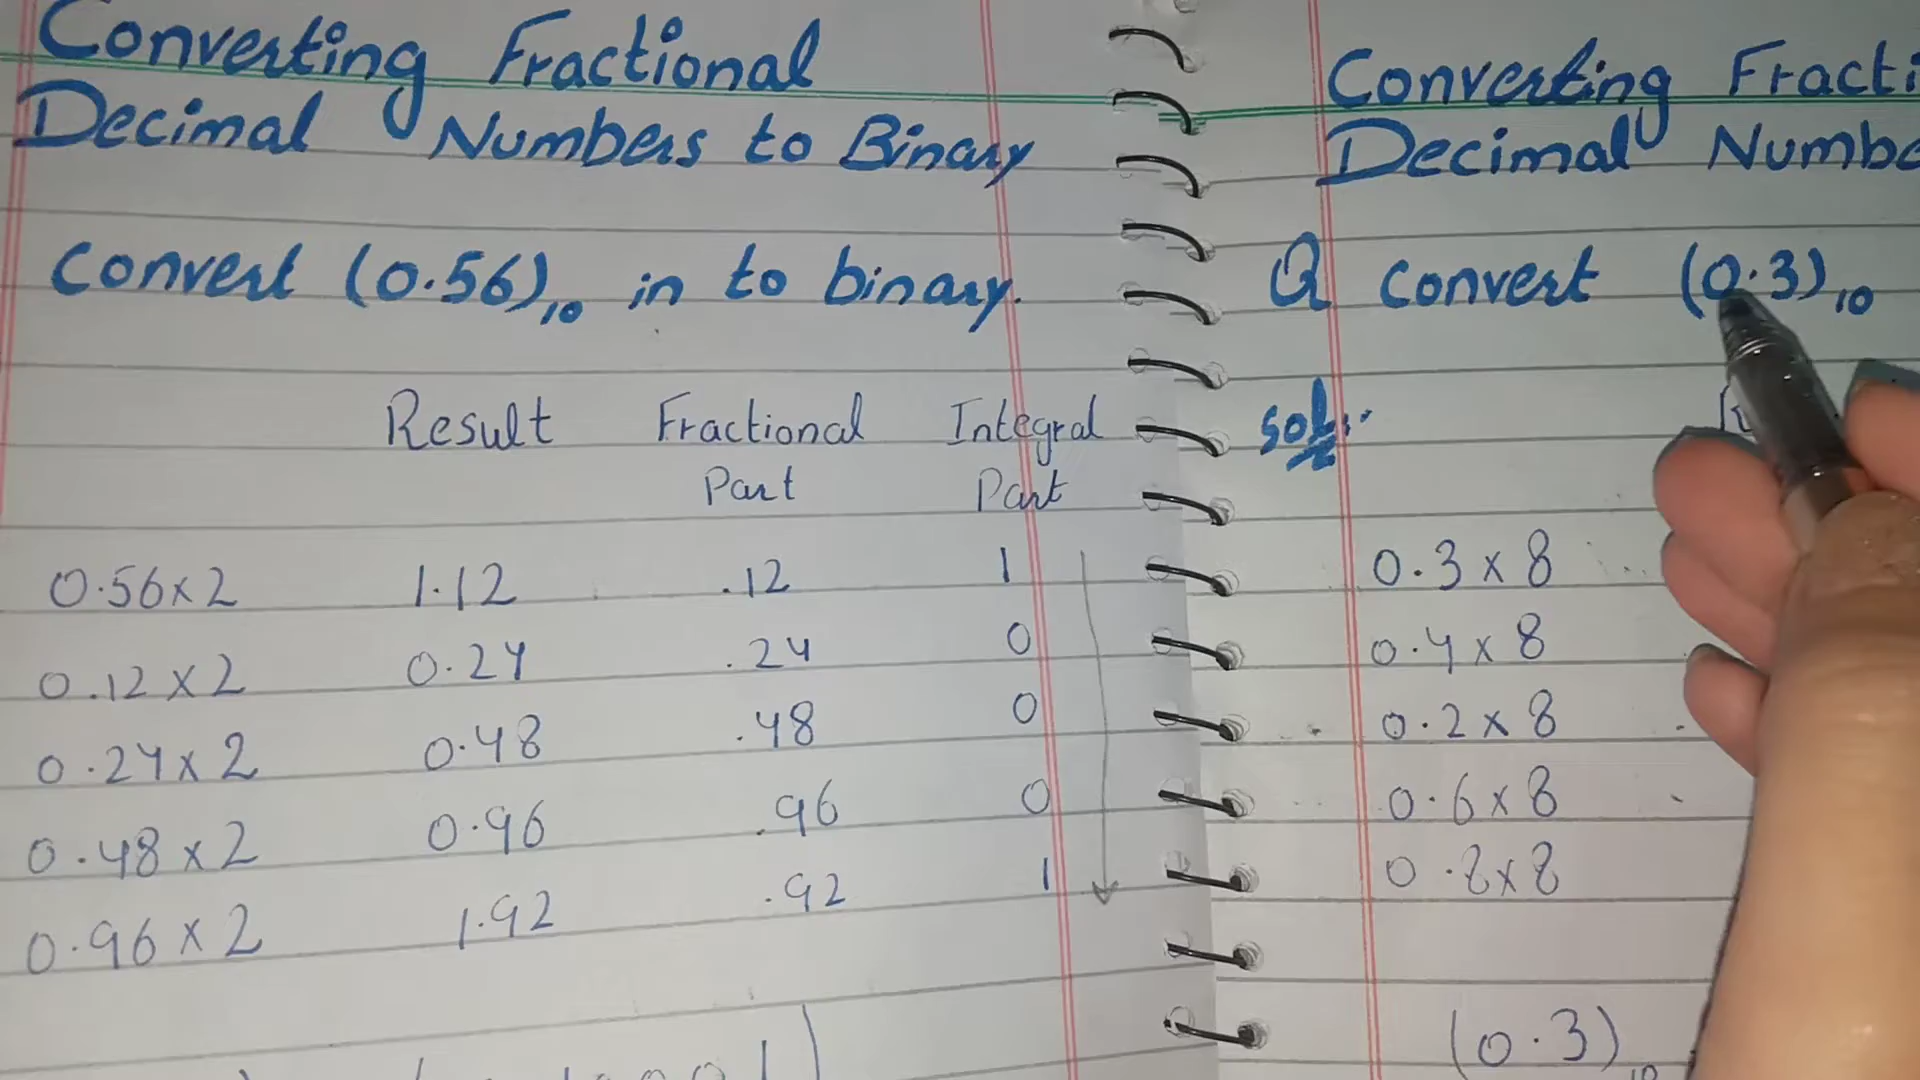 Converting Fractional
Decimal Numbers to Binary
Convert (0.56)10 in to binary.
Result Fractional Part Integral Part
0.56x2 1.12 .12 1
0.12x2 0.24 .24 0
0.24x2 0.48 .48 0
0.48x2 0.96 .96 0
0.96x2 1.92 .92 1
Converting Fracti
Decimal Numbe
Q Convert (0.3)10
Sol:
0.3x8
0.4x8
0.2x8
0.6x8
0.8x8
(0.3)10